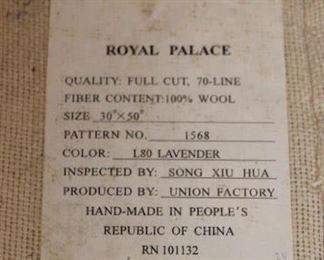 ROYAL PALACE
QUALITY: FULL CUT, 70-LINE
FIBER CONTENT:100% WOOL
SIZE 30"×50"
PATTERN NO. 1568
COLOR: L80 LAVENDER
INSPECTED BY: SONG XIU HUA
PRODUCED BY: UNION FACTORY
HAND-MADE IN PEOPLE'S
REPUBLIC OF CHINA
RN 101132